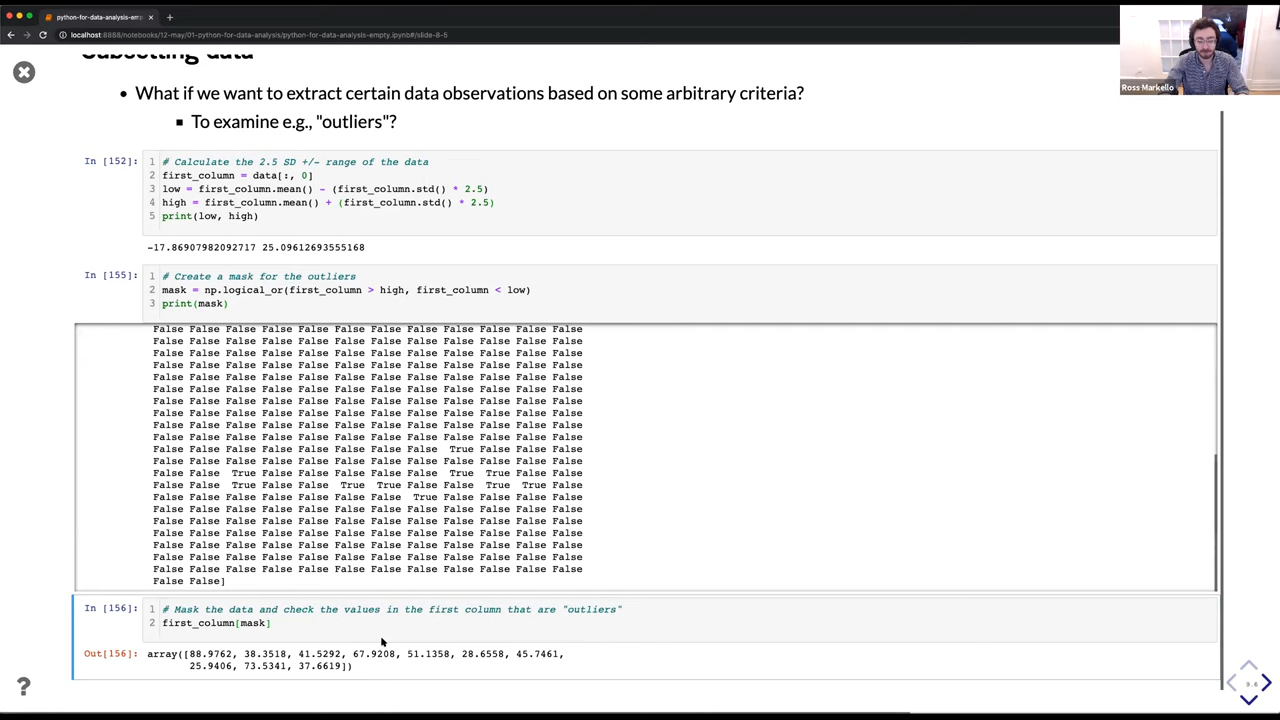 python-for-data-analysis-emp
localhost:8888/notebooks/12-may/01-python-for-data-analysis/python-for-data-analysis-empty.ipynb#/slide-8-5
Ross Markello
Subsetting data
• What if we want to extract certain data observations based on some arbitrary criteria?
▪ To examine e.g., "outliers"?
In [152]:
1 # Calculate the 2.5 SD +/- range of the data
2 first_column = data[:, 0]
3 low = first_column.mean() - (first_column.std() * 2.5)
4 high = first_column.mean() + (first_column.std() * 2.5)
5 print(low, high)
-17.86907982092717 25.09612693555168
In [155]:
1 # Create a mask for the outliers
2 mask = np.logical_or(first_column > high, first_column < low)
3 print(mask)
False False False False False False False False False False False False
False False False False False False False False False False False False
False False False False False False False False False False False False
False False False False False False False False False False False False
False False False False False False False False False False False False
False False False False False False False False False False False False
False False False False False False False False False False False False
False False False False False False False False False False False False
False False False False False False False False False False False False
False False False False False False False False False False False False
False False False False False False False False True False False False
False False False False False False False False False False False False
False False True False False False False False True True False False
False False True False False True True False False True True False
False False False False False False False True False False False False
False False False False False False False False False False False False
False False False False False False False False False False False False
False False False False False False False False False False False False
False False False False False False False False False False False False
False False False False False False False False False False False False
False False False False False False False False False False False False
False False]
In [156]:
1 # Mask the data and check the values in the first column that are "outliers"
2 first_column[mask]
Out[156]: array([88.9762, 38.3518, 41.5292, 67.9208, 51.1358, 28.6558, 45.7461,
25.9406, 73.5341, 37.6619])
?
9.6